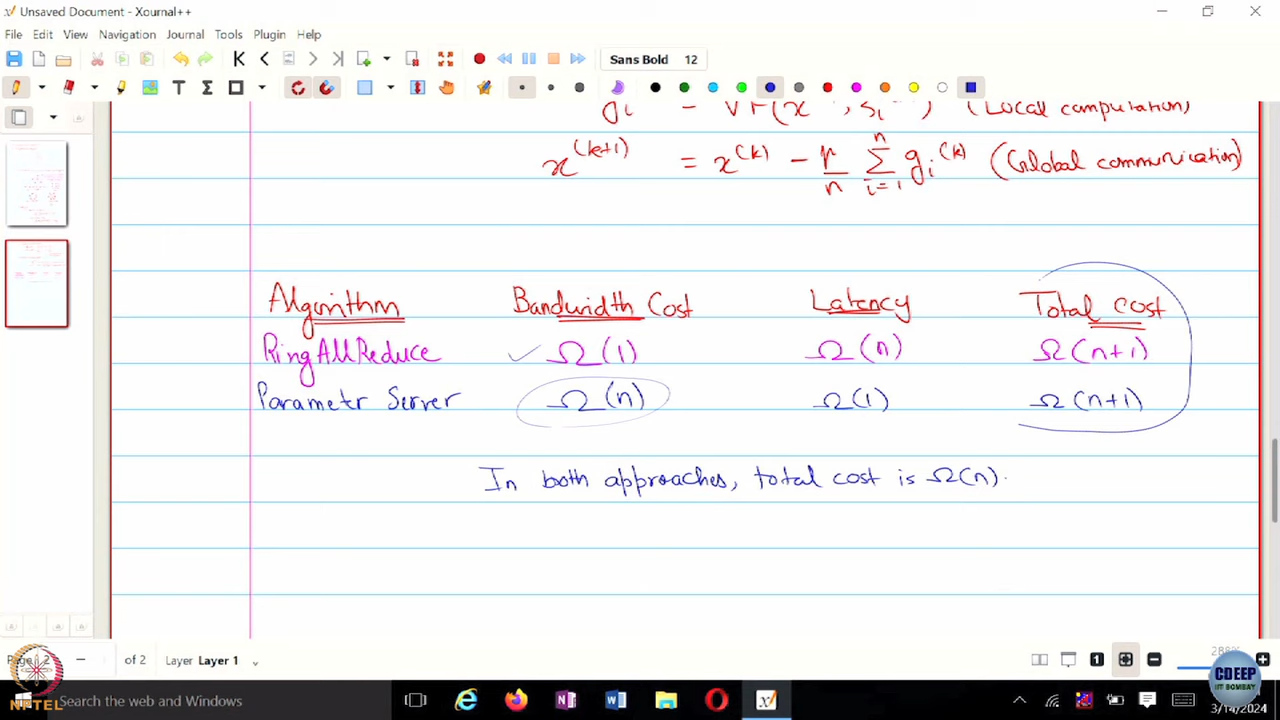 Unsaved Document - Xournal++
File Edit View Navigation Journal Tools Plugin Help
Sans Bold 12
(Local computation)
x^(k+1) = x^(k) - η/n Σ_{i=1}^{n} g_i^(k) (Global communication)
Algorithm Bandwidth Cost Latency Total cost
RingAllReduce Ω(1) Ω(n) Ω(n+1)
Parametr Server Ω(n) Ω(1) Ω(n+1)
In both approaches, total cost is Ω(n).
of 2 Layer Layer 1
288%
Search the web and Windows
NPTEL
CDEEP
IIT BOMBAY
3/14/2024